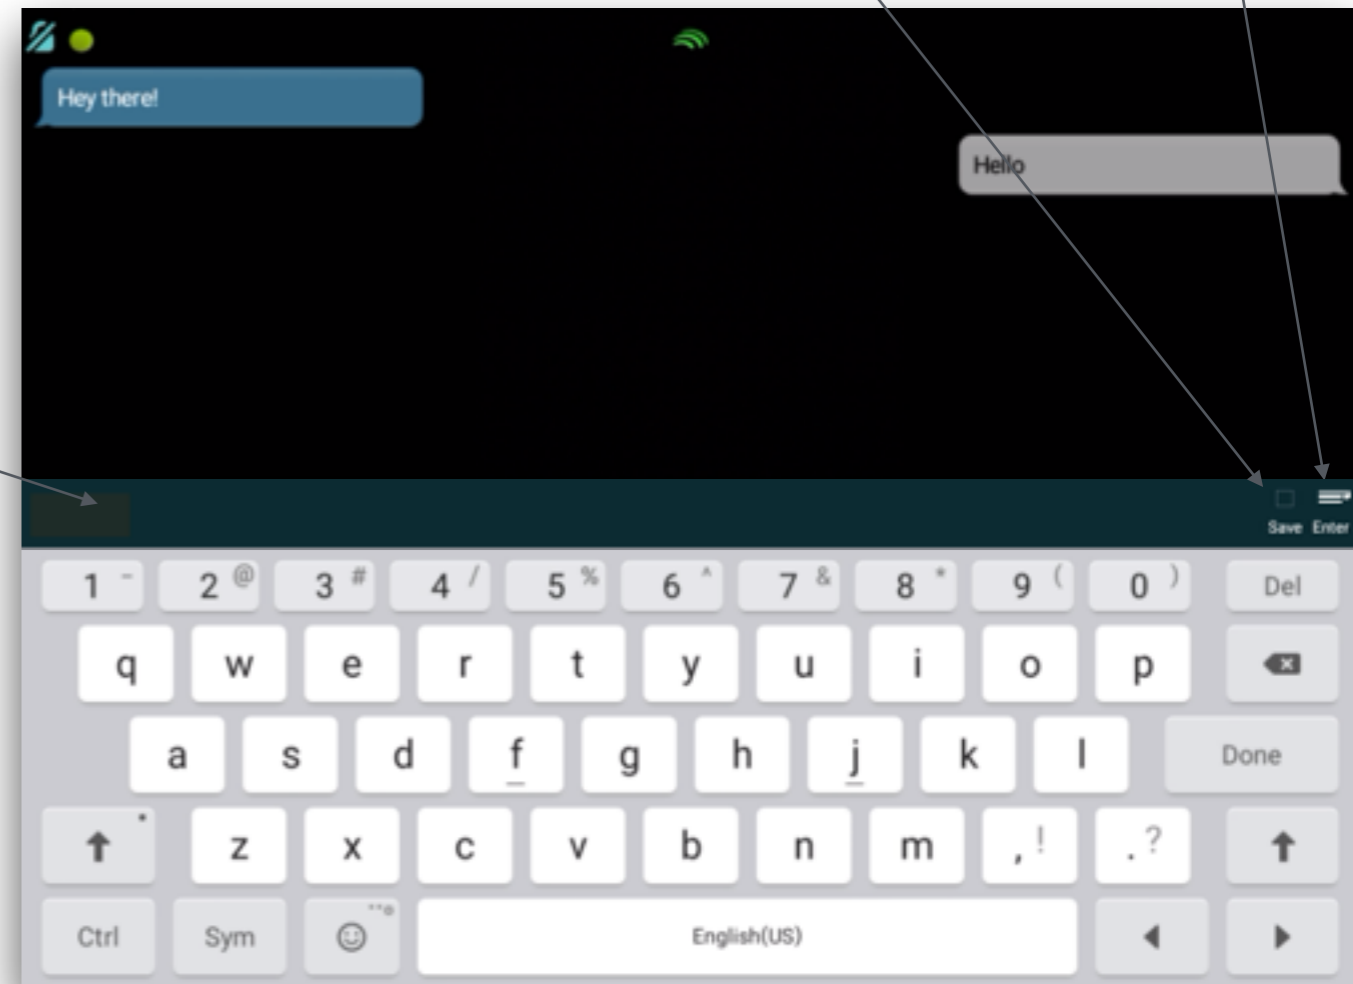 Hey there!
Hello
Save Enter
1 - 2 @ 3 # 4 / 5 % 6 ^ 7 & 8 * 9 ( 0 ) Del
q w e r t y u i o p
a s d f g h j k l Done
z x c v b n m , ! . ?
Ctrl Sym English(US)